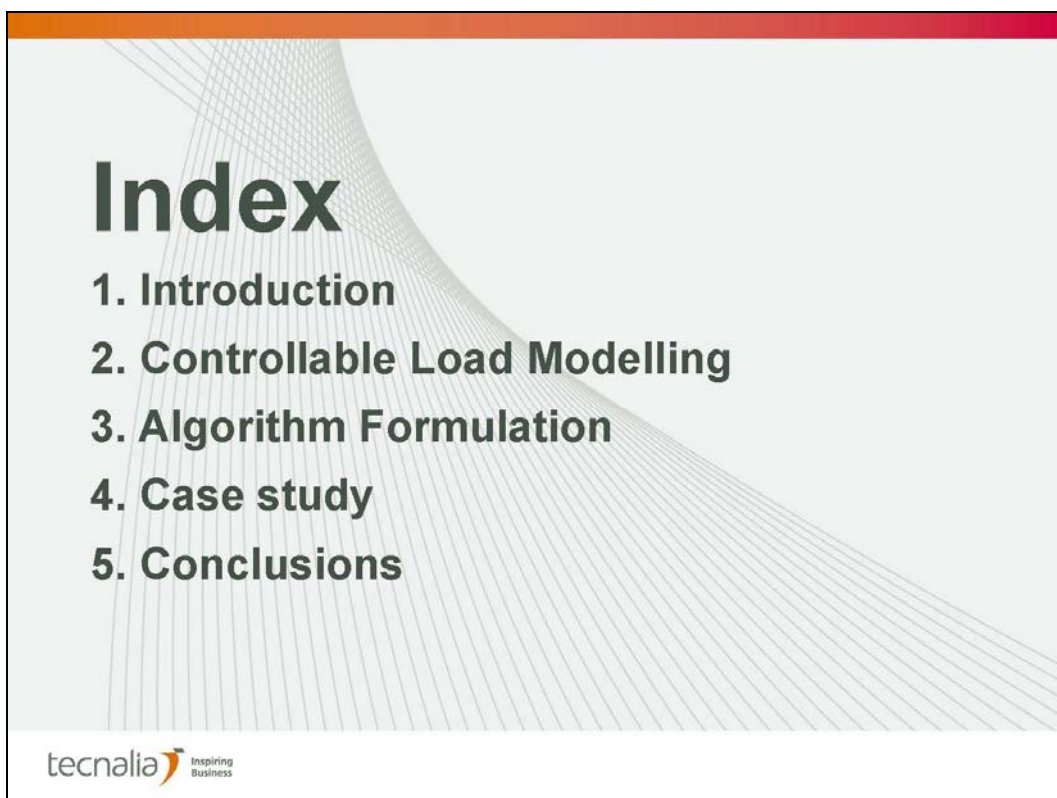 Index
1. Introduction
2. Controllable Load Modelling
3. Algorithm Formulation
4. Case study
5. Conclusions
tecnalia Inspiring
Business